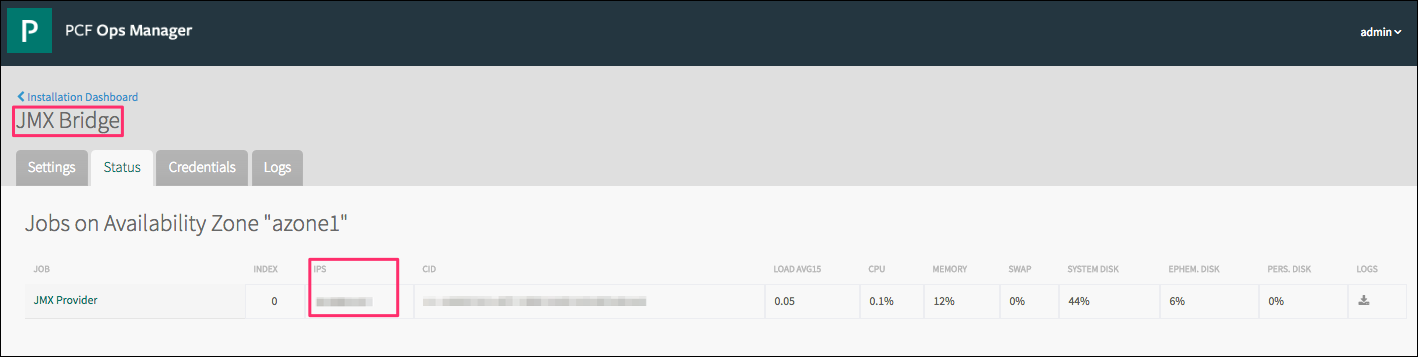 P PCF Ops Manager admin
Installation Dashboard
JMX Bridge
Settings Status Credentials Logs
Jobs on Availability Zone "azone1"
JOB INDEX IPS CID LOAD AVG15 CPU MEMORY SWAP SYSTEM DISK EPHEM. DISK PERS. DISK LOGS
JMX Provider 0 0.05 0.1% 12% 0% 44% 6% 0%